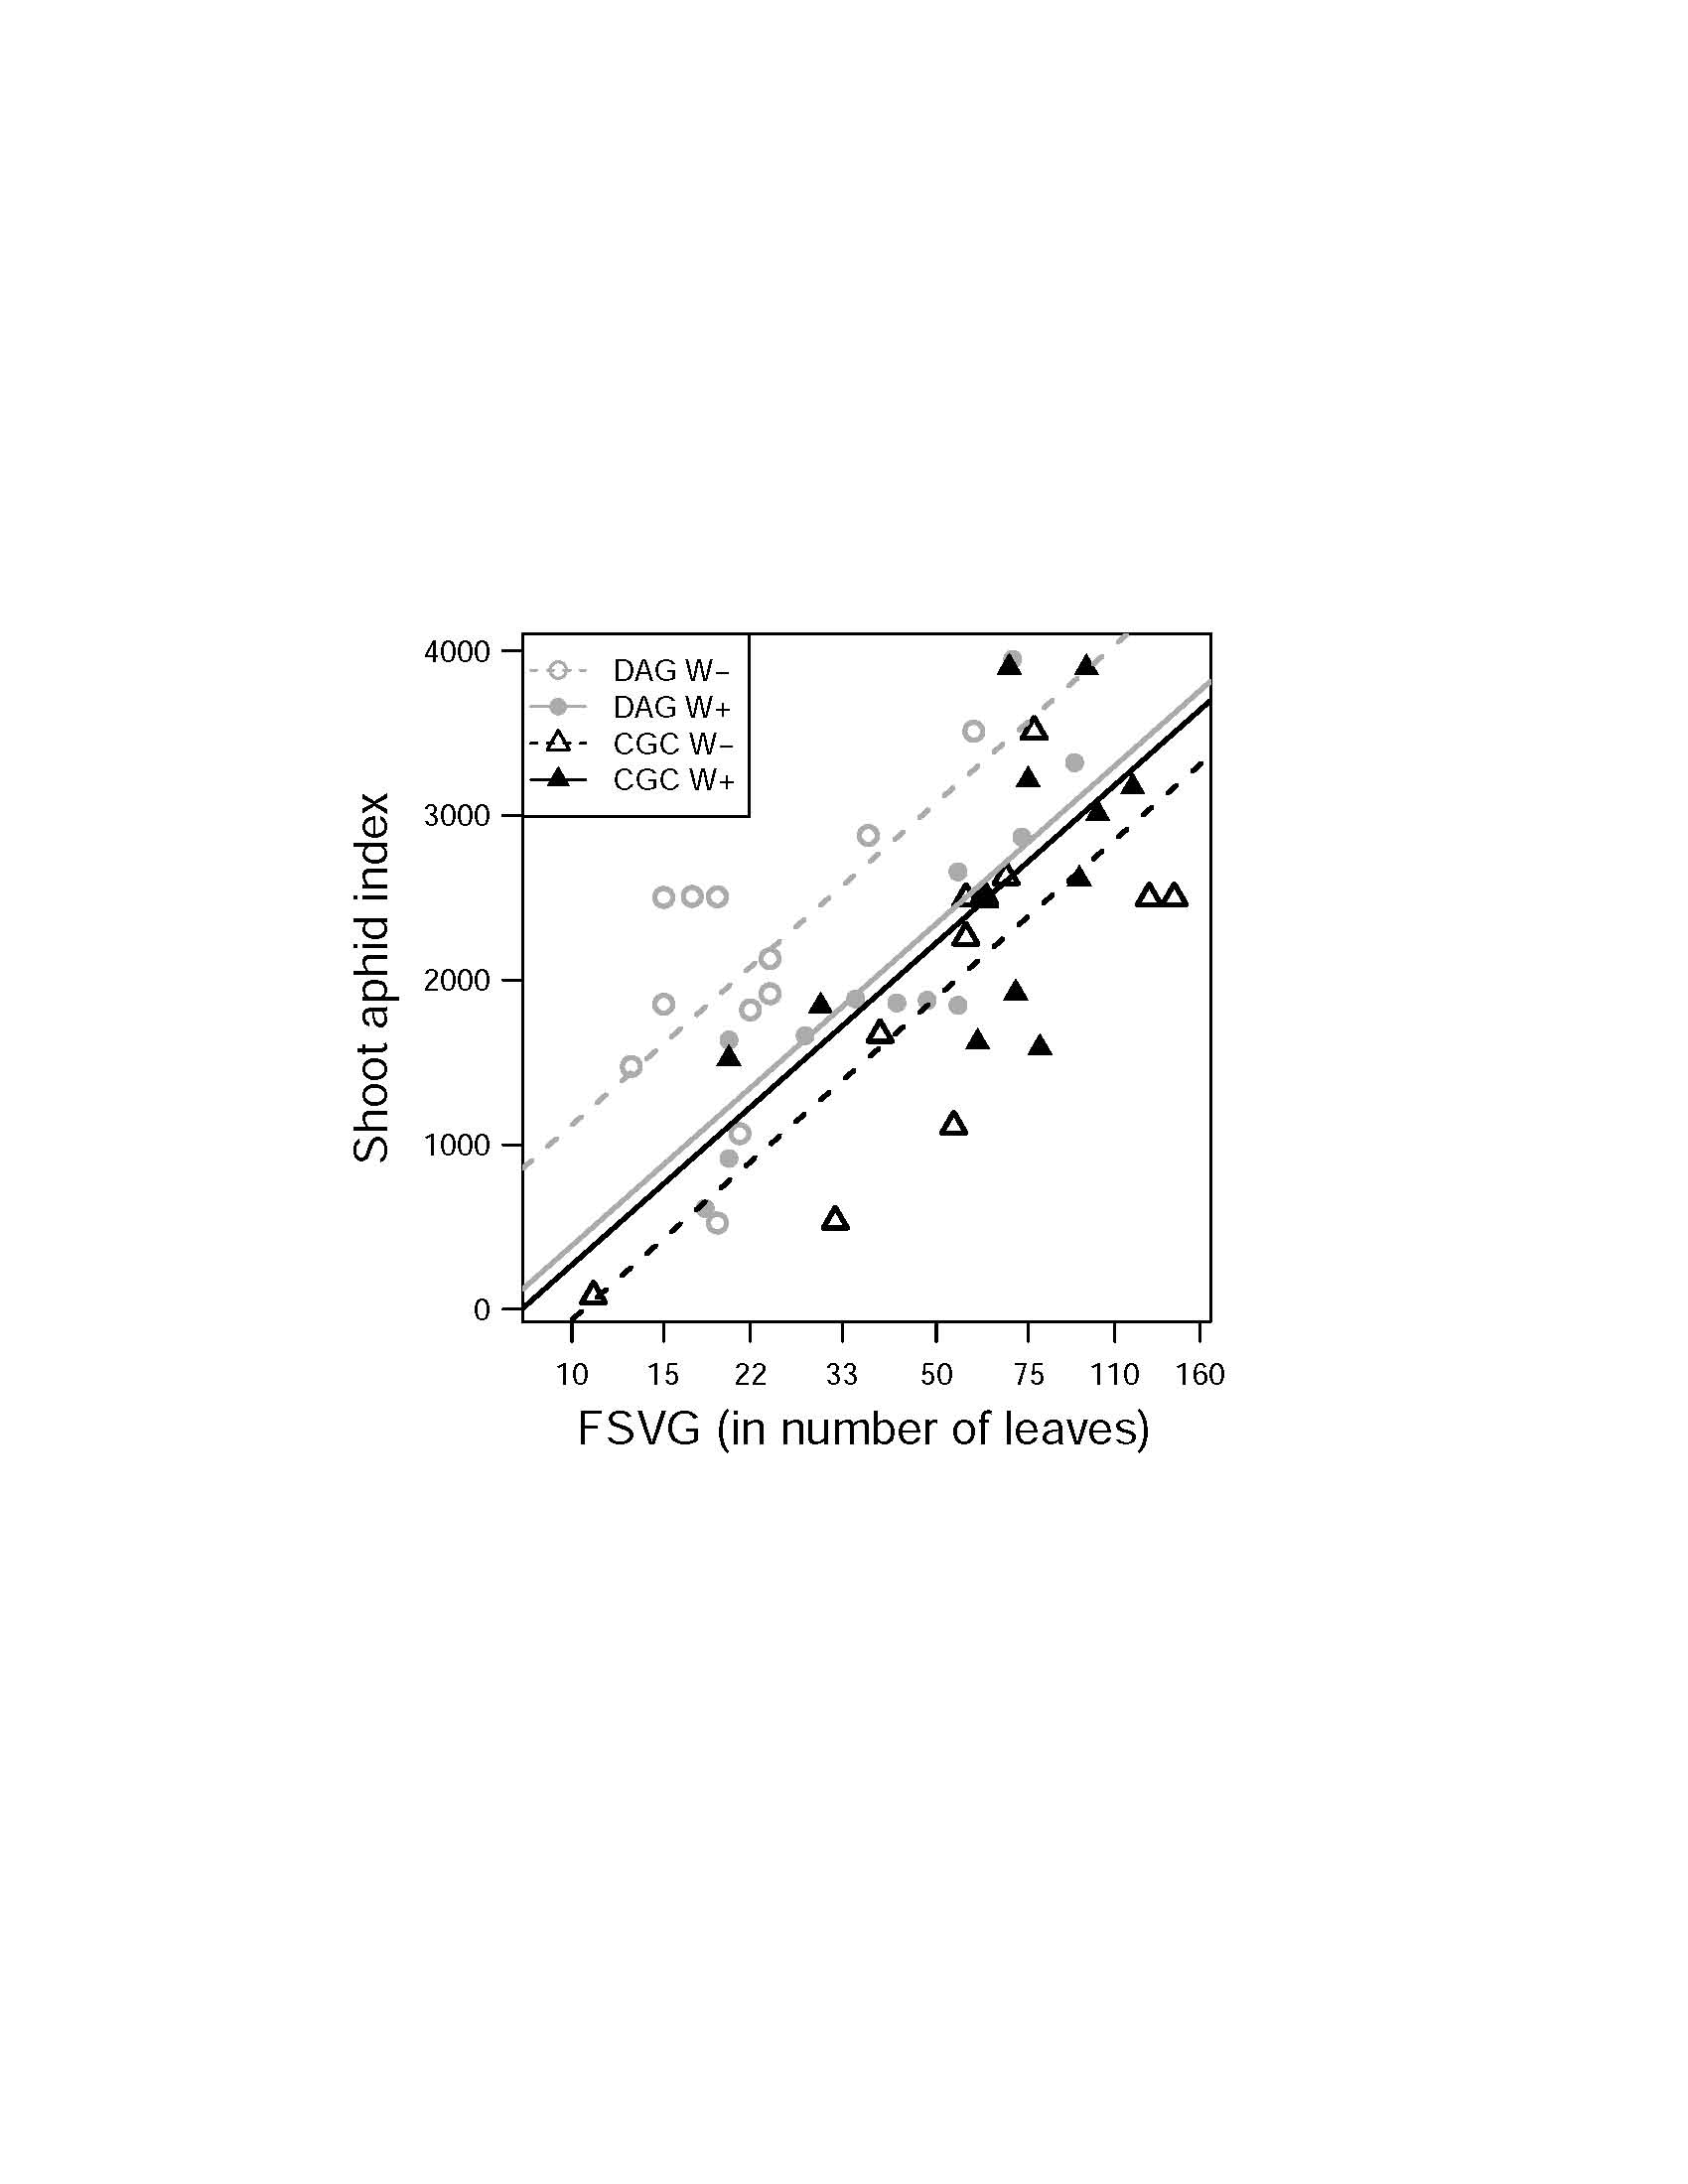 4000
3000
2000
1000
0
Shoot aphid index
DAG W−
DAG W+
CGC W−
CGC W+
10 15 22 33 50 75 110 160
FSVG (in number of leaves)